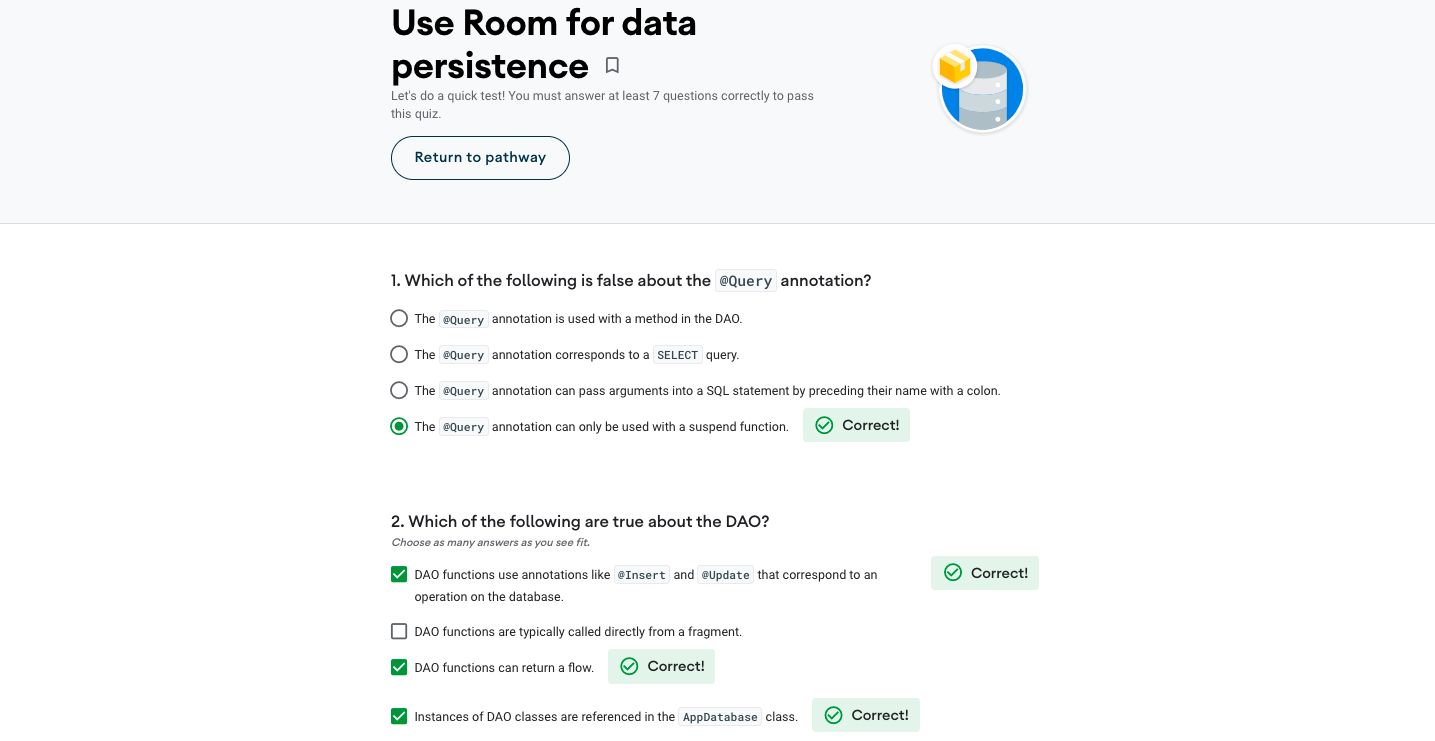 Use Room for data
persistence
Let's do a quick test! You must answer at least 7 questions correctly to pass
this quiz.
Return to pathway
1. Which of the following is false about the @Query annotation?
The @Query annotation is used with a method in the DAO.
The @Query annotation corresponds to a SELECT query.
The @Query annotation can pass arguments into a SQL statement by preceding their name with a colon.
The @Query annotation can only be used with a suspend function. Correct!
2. Which of the following are true about the DAO?
Choose as many answers as you see fit.
DAO functions use annotations like @Insert and @Update that correspond to an Correct!
operation on the database.
DAO functions are typically called directly from a fragment.
DAO functions can return a flow. Correct!
Instances of DAO classes are referenced in the AppDatabase class. Correct!